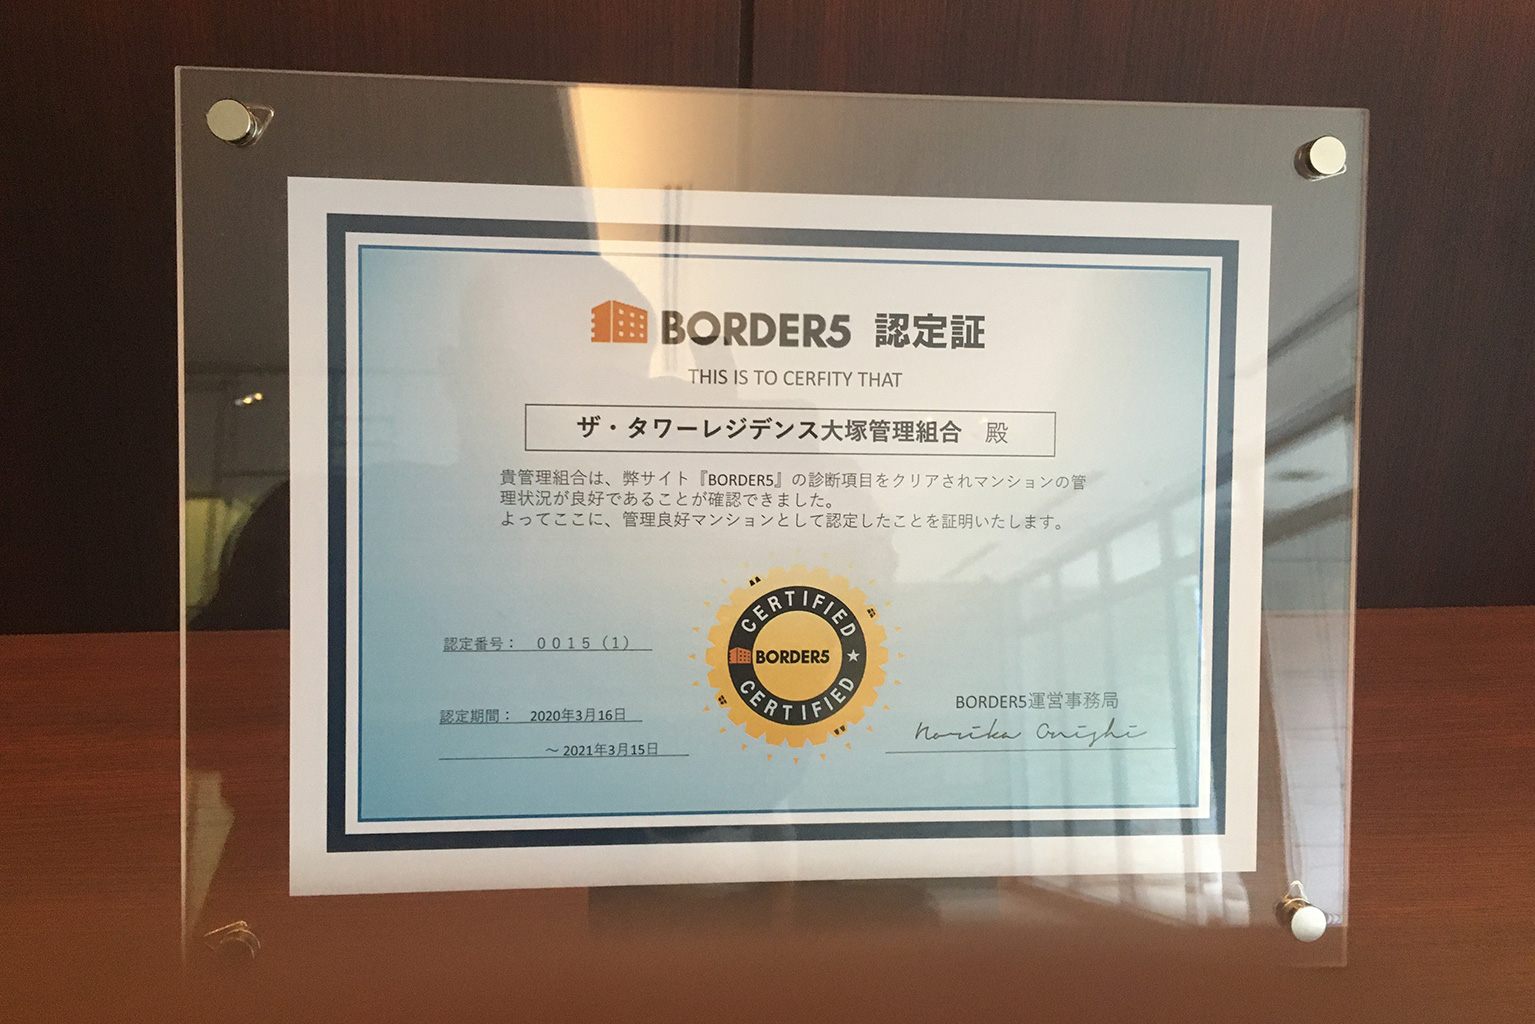 BORDER5 認定証
THIS IS TO CERFITY THAT
ザ・タワーレジデンス大塚管理組合 殿
貴管理組合は、弊サイト『BORDER5』の診断項目をクリアされマンションの管
理状況が良好であることが確認できました。
よってここに、管理良好マンションとして認定したことを証明いたします。
認定番号： 0015（1）
認定期間： 2020年3月16日
～2021年3月15日
CERTIFIED
BORDER5
CERTIFIED
BORDER5運営事務局
Norika Onishi